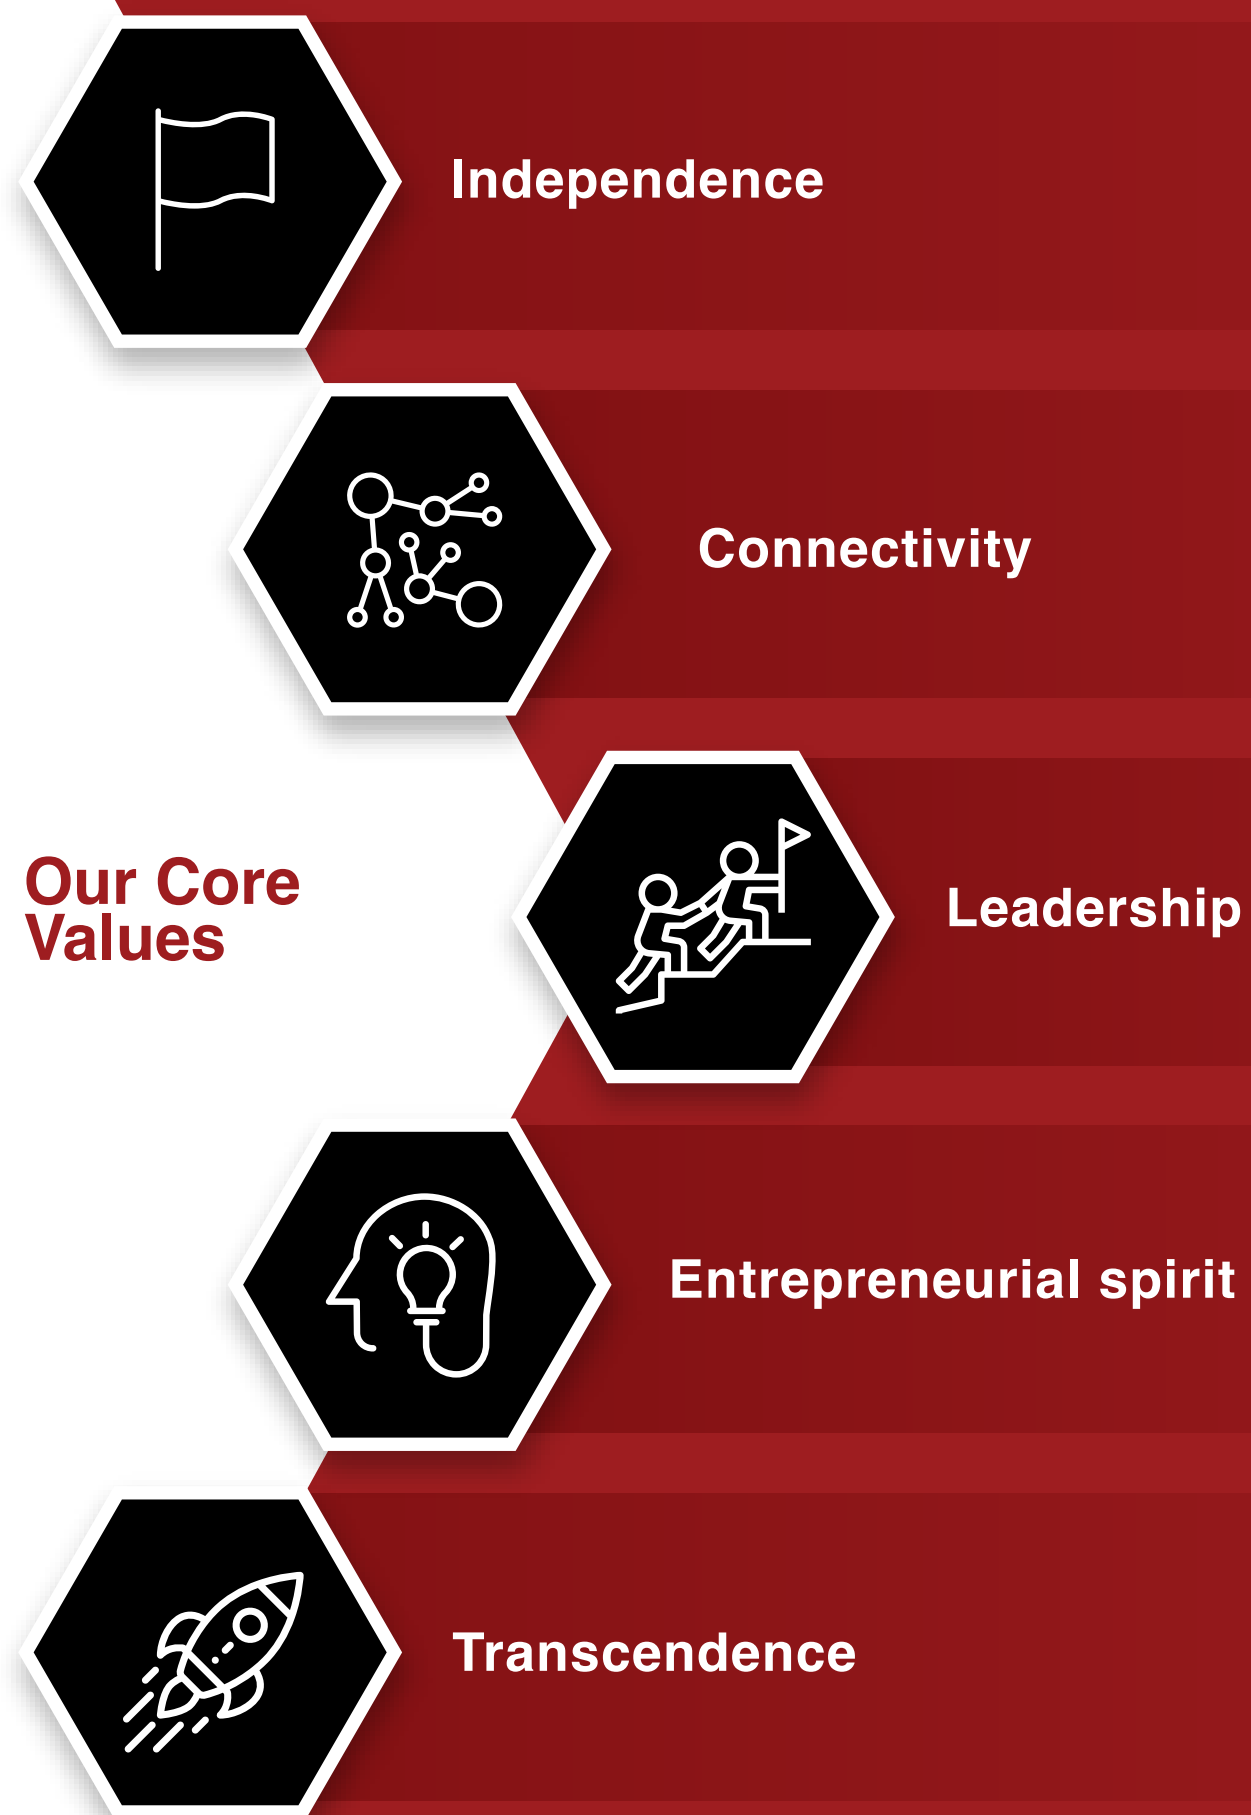 Independence
Connectivity
Our Core
Values
Leadership
Entrepreneurial spirit
Transcendence